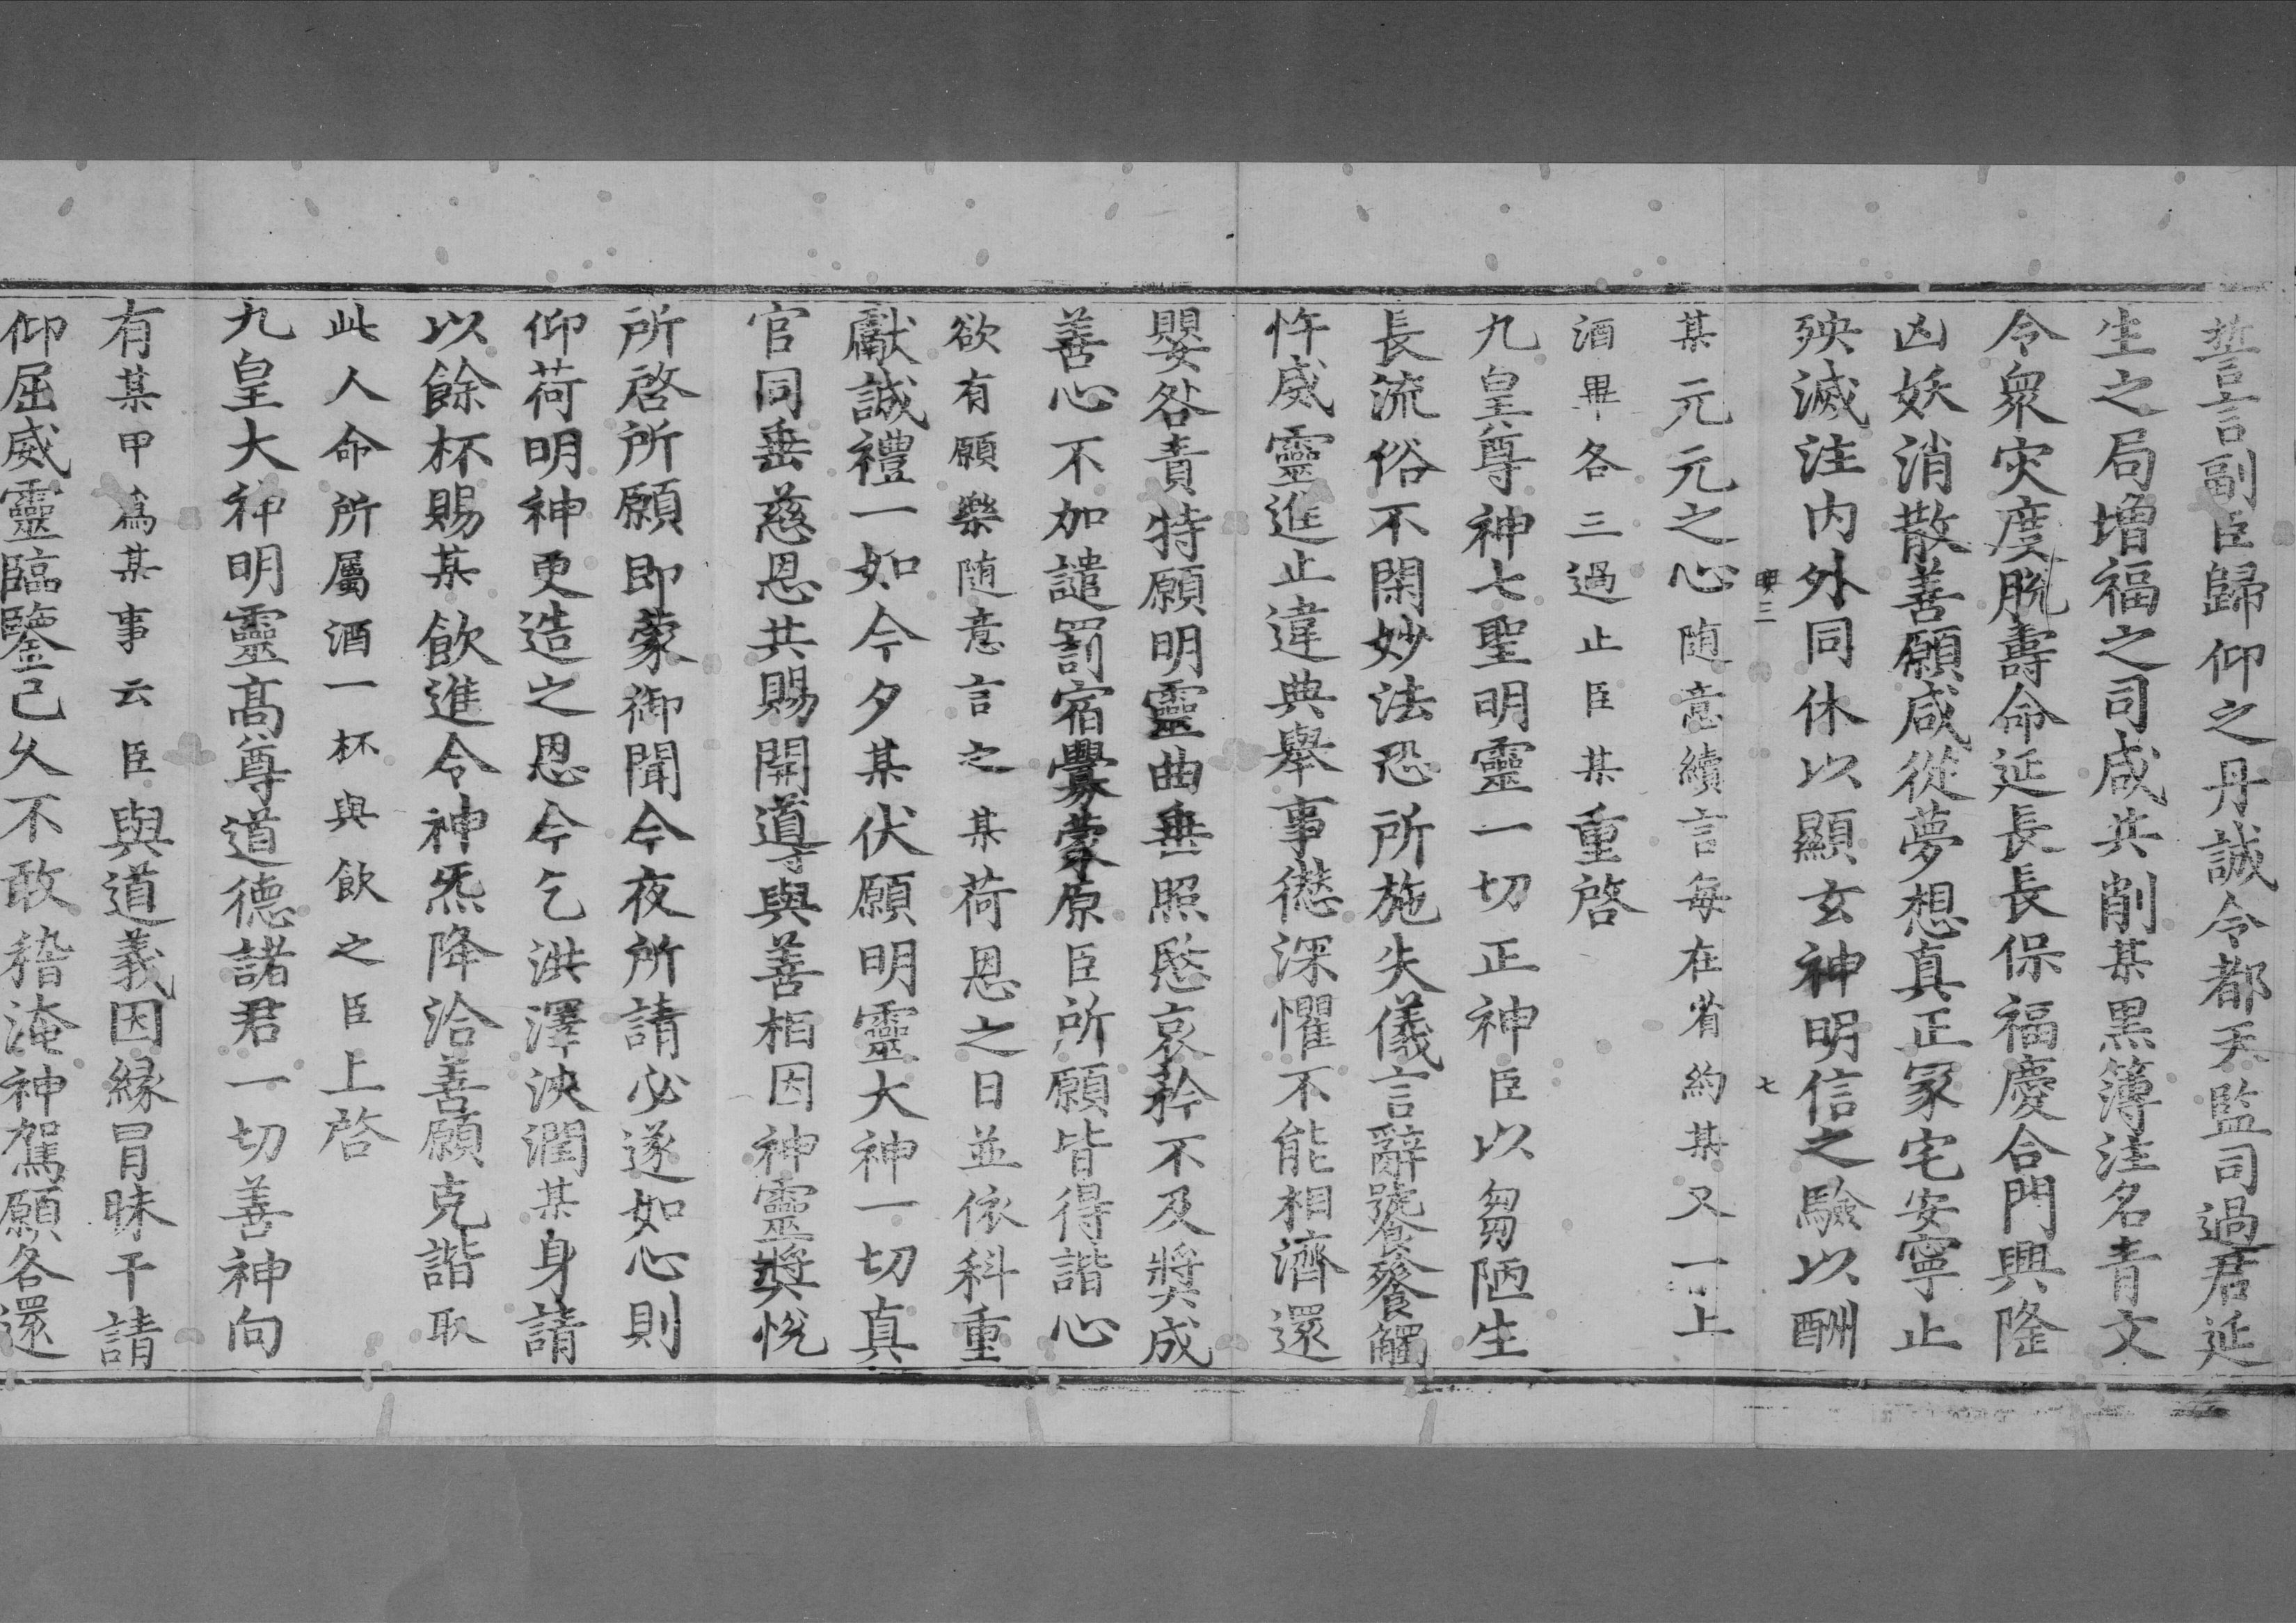 誓言副臣歸仰之丹誠令都天監司過君延
生之局增福之司咸共削某黑簿注名青文
令衆灾度脫壽命延長長保福慶合門興隆
凶妖消散善願咸從夢想真正冢宅安寧止
殃滅注内外同休以顯玄神明信之驗以酬
三 七
某元元之心随意續言每在省約某又一上
酒畢各三過止臣某重啓
九皇尊神七聖明靈一切正神臣以芻陋生
長流俗不閑妙法恐所施失儀言辭饕餮觸
忤威靈進止違典舉事愆深懼不能相濟還
嬰咎責特願明靈曲垂照愍哀矜不及奬成
善心不加譴罰宿釁蒙原臣所願皆得諧心
欲有願樂随意言之某荷恩之日並依科重
獻誠禮一如今夕某伏願明靈大神一切真
官同垂慈恩共賜開導與善相因神靈奬悅
所啓所願即蒙御聞今夜所請必遂如心則
仰荷明神更造之恩今乞洪澤泱潤某身請
以餘杯賜某飲進令神炁降洽善願克諧取
此人命所屬酒一杯與飲之臣上啓
九皇大神明靈高尊道德諸君一切善神向
有某甲爲某事云臣與道義因緣冒昧干請
仰屈威靈臨鑒已久不敢稽淹神駕願各還